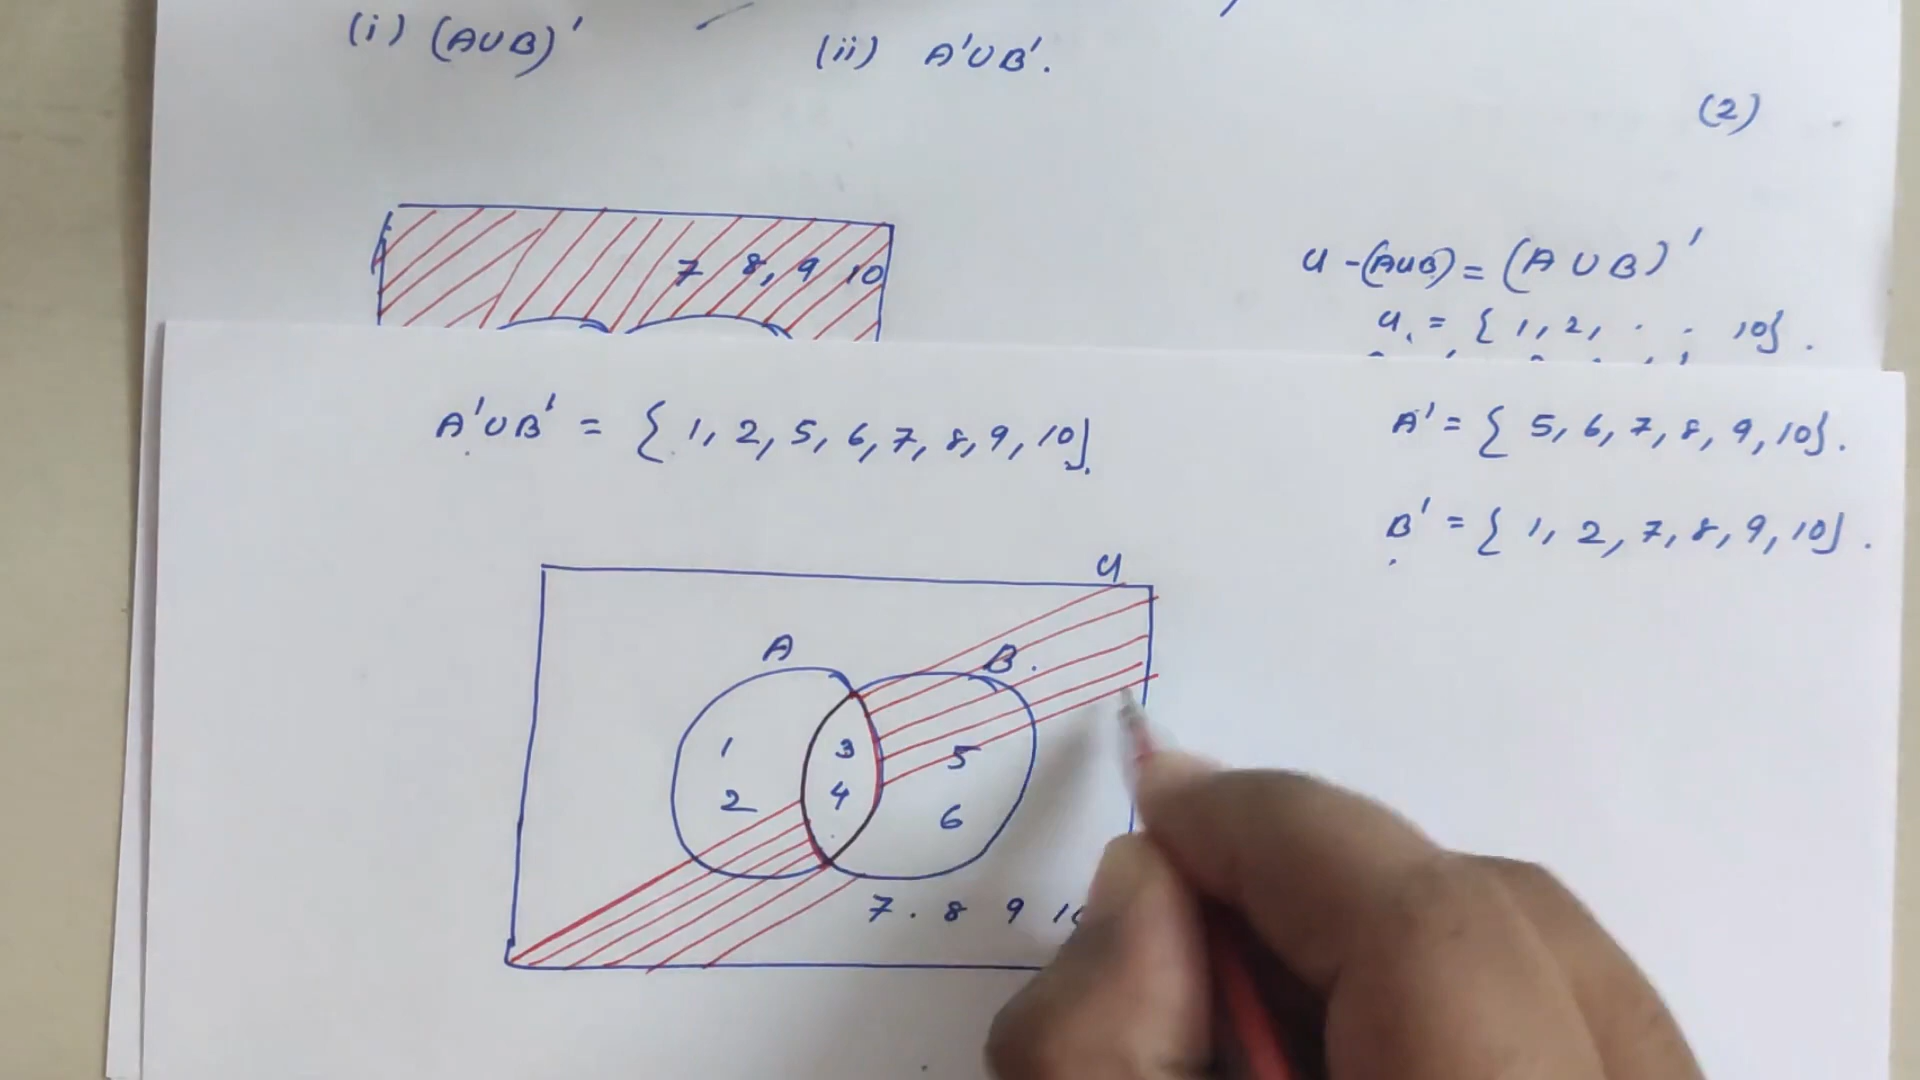 (i) (A∪B)' (ii) A'∪B'.
(2)
7 8, 9 10
U -(A∪B) = (A ∪ B)'
U = { 1, 2, . ; 10}.
A'∪B' = { 1, 2, 5, 6, 7, 8, 9, 10}.
A' = { 5, 6, 7, 8, 9, 10}.
B' = { 1, 2, 7, 8, 9, 10}.
U
A B.
1 3 5
2 4 6
7 . 8 9 10